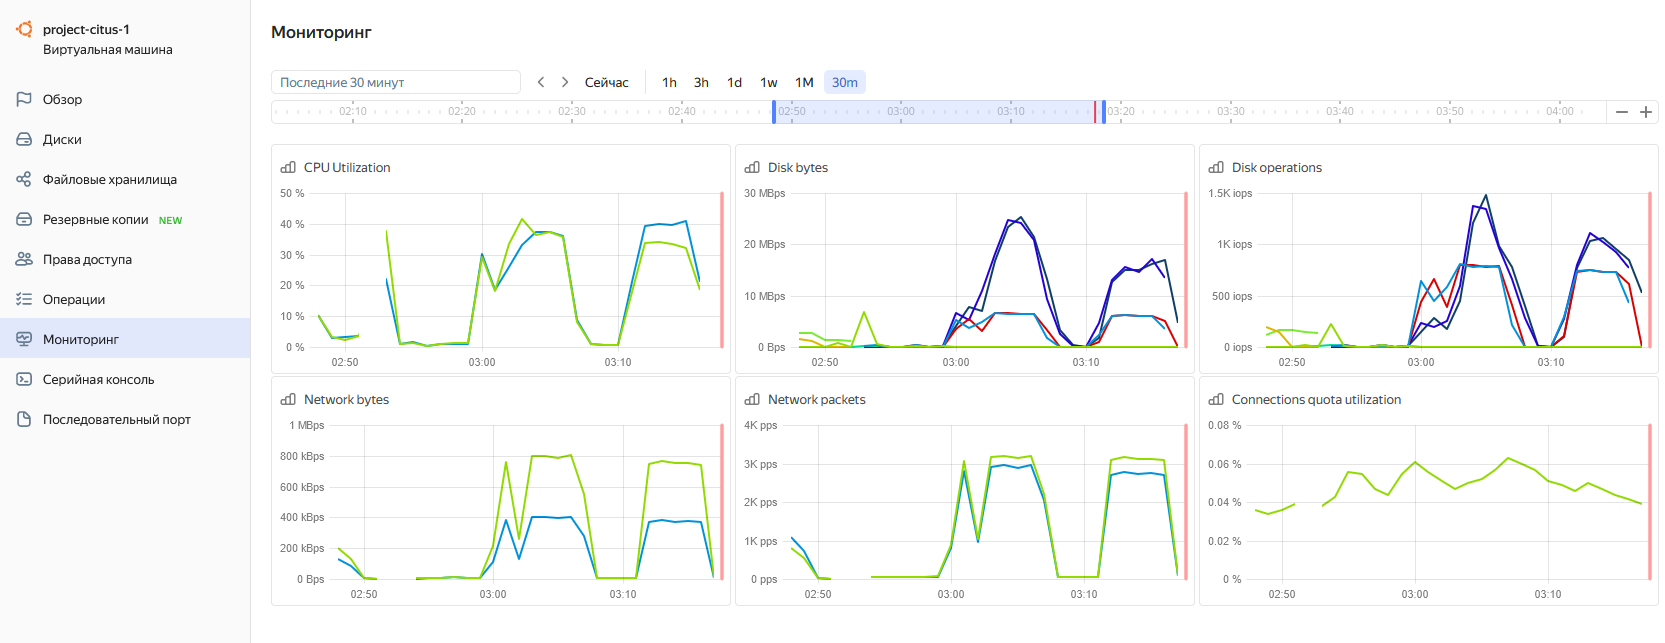 project-citus-1
Виртуальная машина
Обзор
Диски
Файловые хранилища
Резервные копии NEW
Права доступа
Операции
Мониторинг
Серийная консоль
Последовательный порт
Мониторинг
Последние 30 минут
Сейчас 1h 3h 1d 1w 1M 30m
02:10 02:20 02:30 02:40 02:50 03:00 03:10 03:20 03:30 03:40 03:50 04:00
CPU Utilization
50 %
40 %
30 %
20 %
10 %
0 %
02:50 03:00 03:10
Disk bytes
30 MBps
20 MBps
10 MBps
0 Bps
02:50 03:00 03:10
Disk operations
1.5K iops
1K iops
500 iops
0 iops
02:50 03:00 03:10
Network bytes
1 MBps
800 kBps
600 kBps
400 kBps
200 kBps
0 Bps
02:50 03:00 03:10
Network packets
4K pps
3K pps
2K pps
1K pps
0 pps
02:50 03:00 03:10
Connections quota utilization
0.08 %
0.06 %
0.04 %
0.02 %
0 %
02:50 03:00 03:10